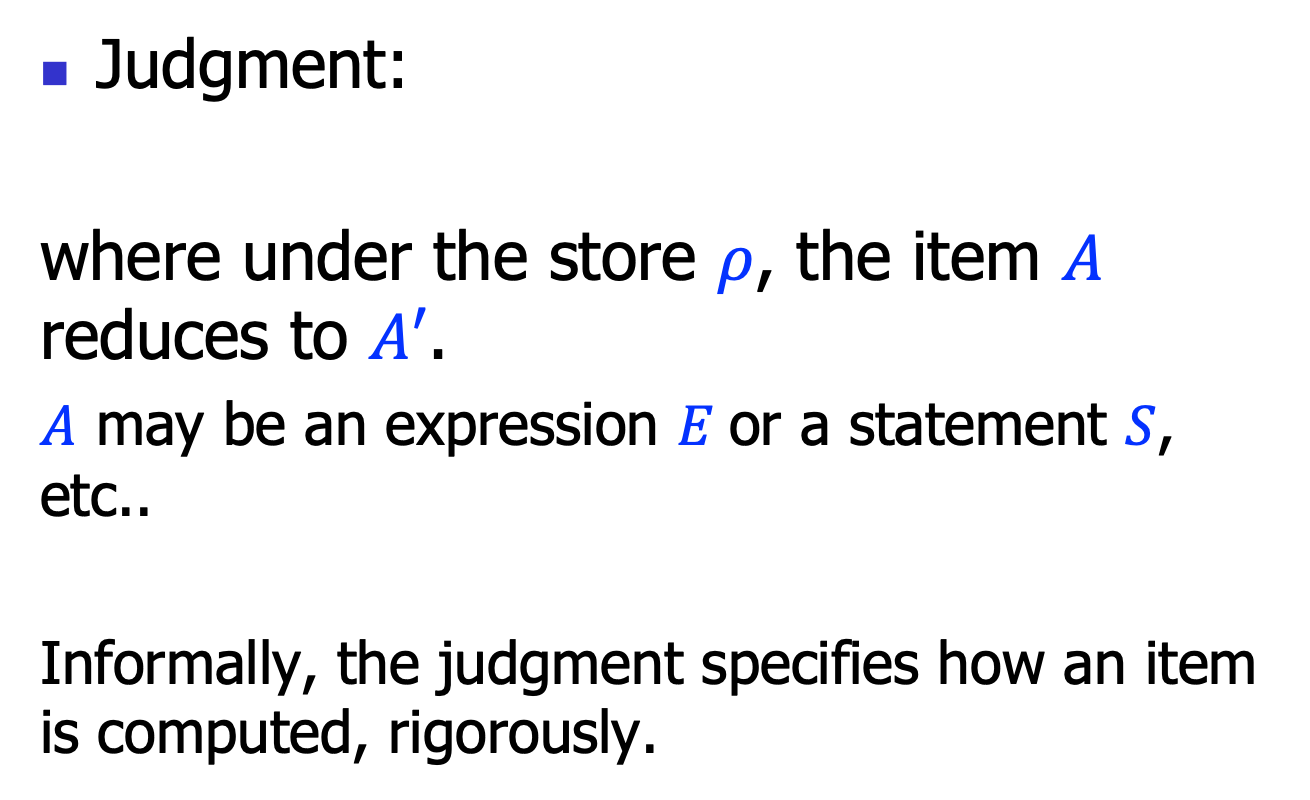 ▪ Judgment:
where under the store ρ, the item A
reduces to A′.
A may be an expression E or a statement S,
etc..
Informally, the judgment specifies how an item
is computed, rigorously.